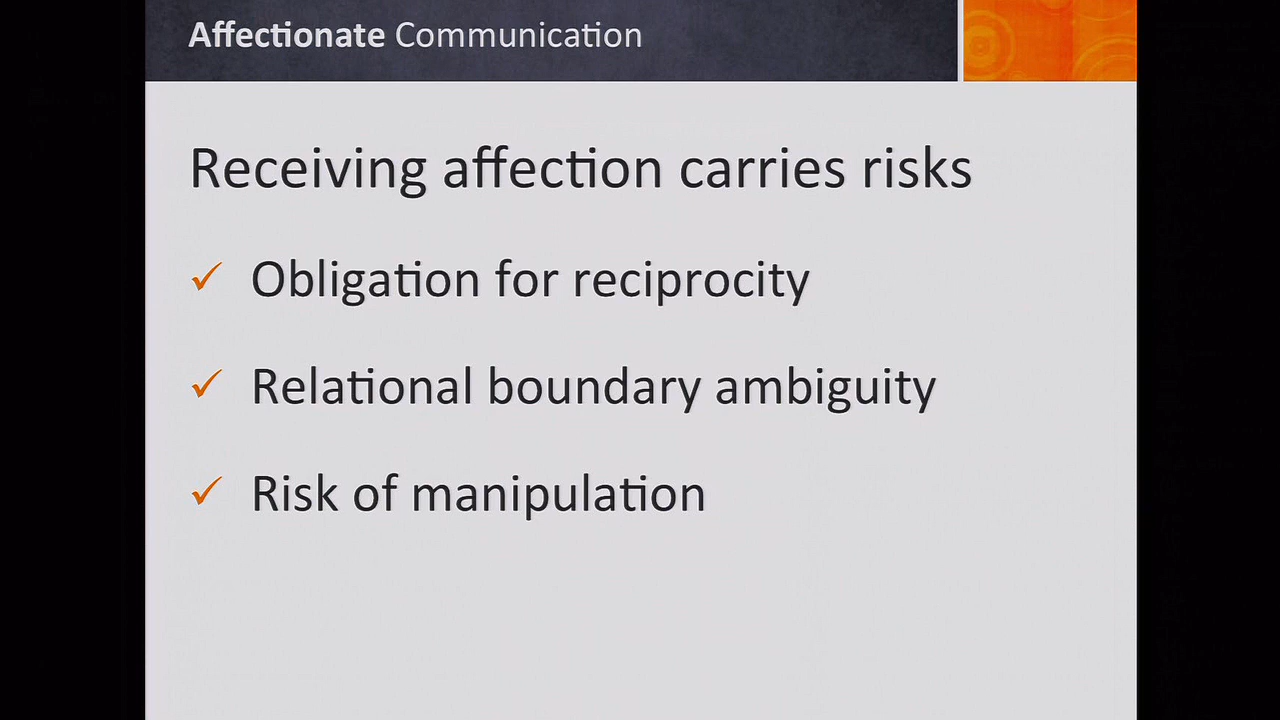 Affectionate Communication
Receiving affection carries risks
Obligation for reciprocity
Relational boundary ambiguity
Risk of manipulation